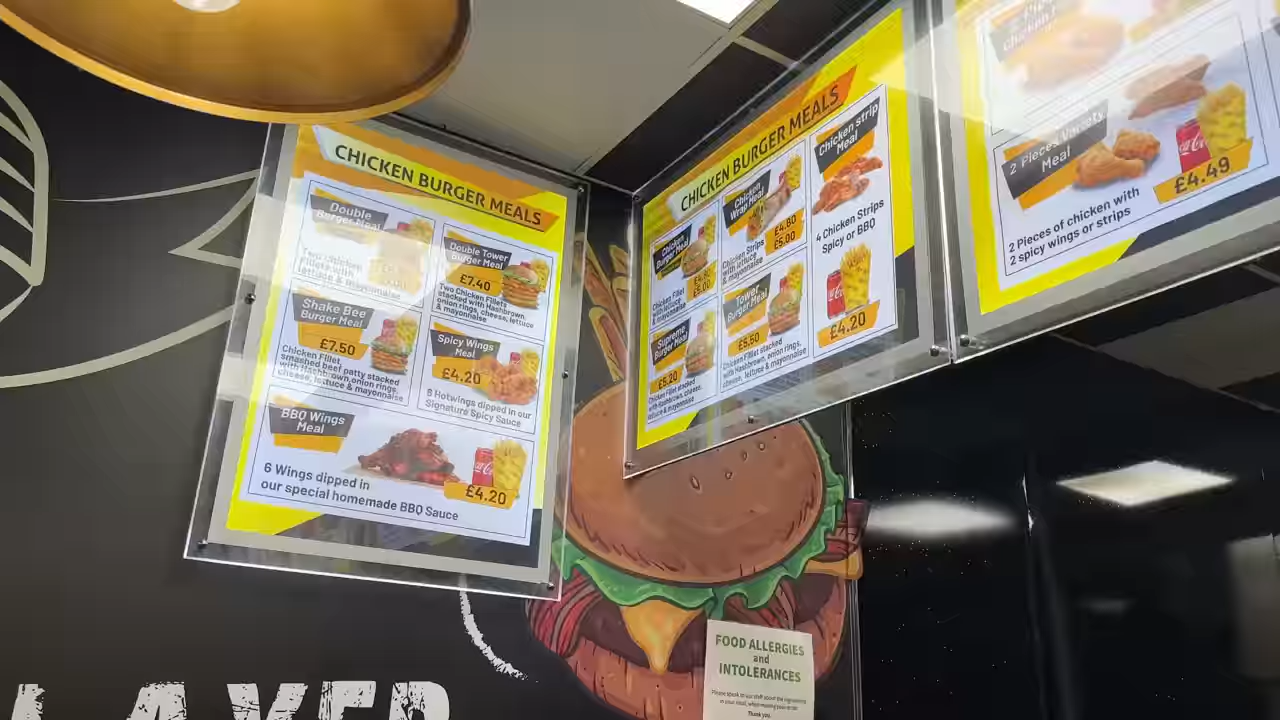 CHICKEN BURGER MEALS
Double
Burger Meal
Two Chicken
Fillets with
lettuce &
mayonnaise
Double Tower
Burger Meal
£7.40
Two Chicken Fillets
stacked with Hashbrown,
onion rings, cheese, lettuce
& mayonnaise
Shake Bee
Burger Meal
£7.50
Chicken Fillet,
smashed beef patty stacked
with Hashbrown, onion rings,
cheese, lettuce & mayonnaise
Spicy Wings
Meal
£4.20
8 Hotwings dipped in our
Signature Spicy Sauce
BBQ Wings
Meal
£4.20
6 Wings dipped in
our special homemade BBQ Sauce
CHICKEN BURGER MEALS
Chicken
Burger Meal
£5.00
Chicken Fillet
& lettuce
& mayonnaise
Chicken
Wrap Meal
£4.80
£5.00
Chicken Strips
with lettuce
& mayonnaise
Chicken strip
Meal
4 Chicken Strips
Spicy or BBQ
£4.20
Supreme
Burger Meal
£5.20
Chicken Fillet stacked
with Hashbrown, cheese,
lettuce & mayonnaise
Tower
Burger Meal
£5.50
Chicken Fillet stacked
with Hashbrown, onion rings,
cheese, lettuce & mayonnaise
Chicken
2 Pieces Variety
Meal
£4.49
2 Pieces of chicken with
2 spicy wings or strips
FOOD ALLERGIES
and
INTOLERANCES
Please speak to our staff about the ingredients
in your meal, when making your order.
Thank you.
LAYER